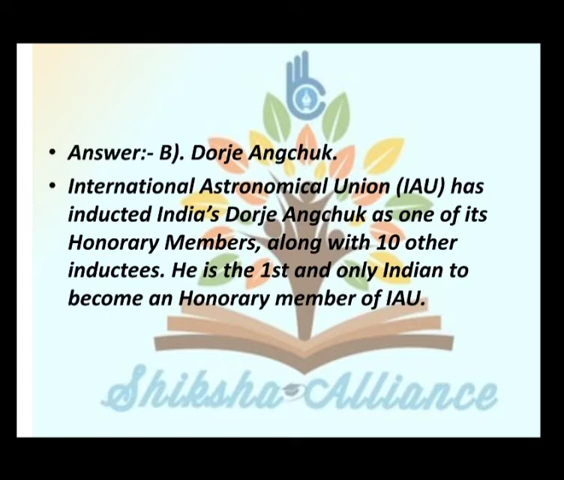 • Answer:- B). Dorje Angchuk.
• International Astronomical Union (IAU) has
inducted India's Dorje Angchuk as one of its
Honorary Members, along with 10 other
inductees. He is the 1st and only Indian to
become an Honorary member of IAU.
Shiksha Alliance